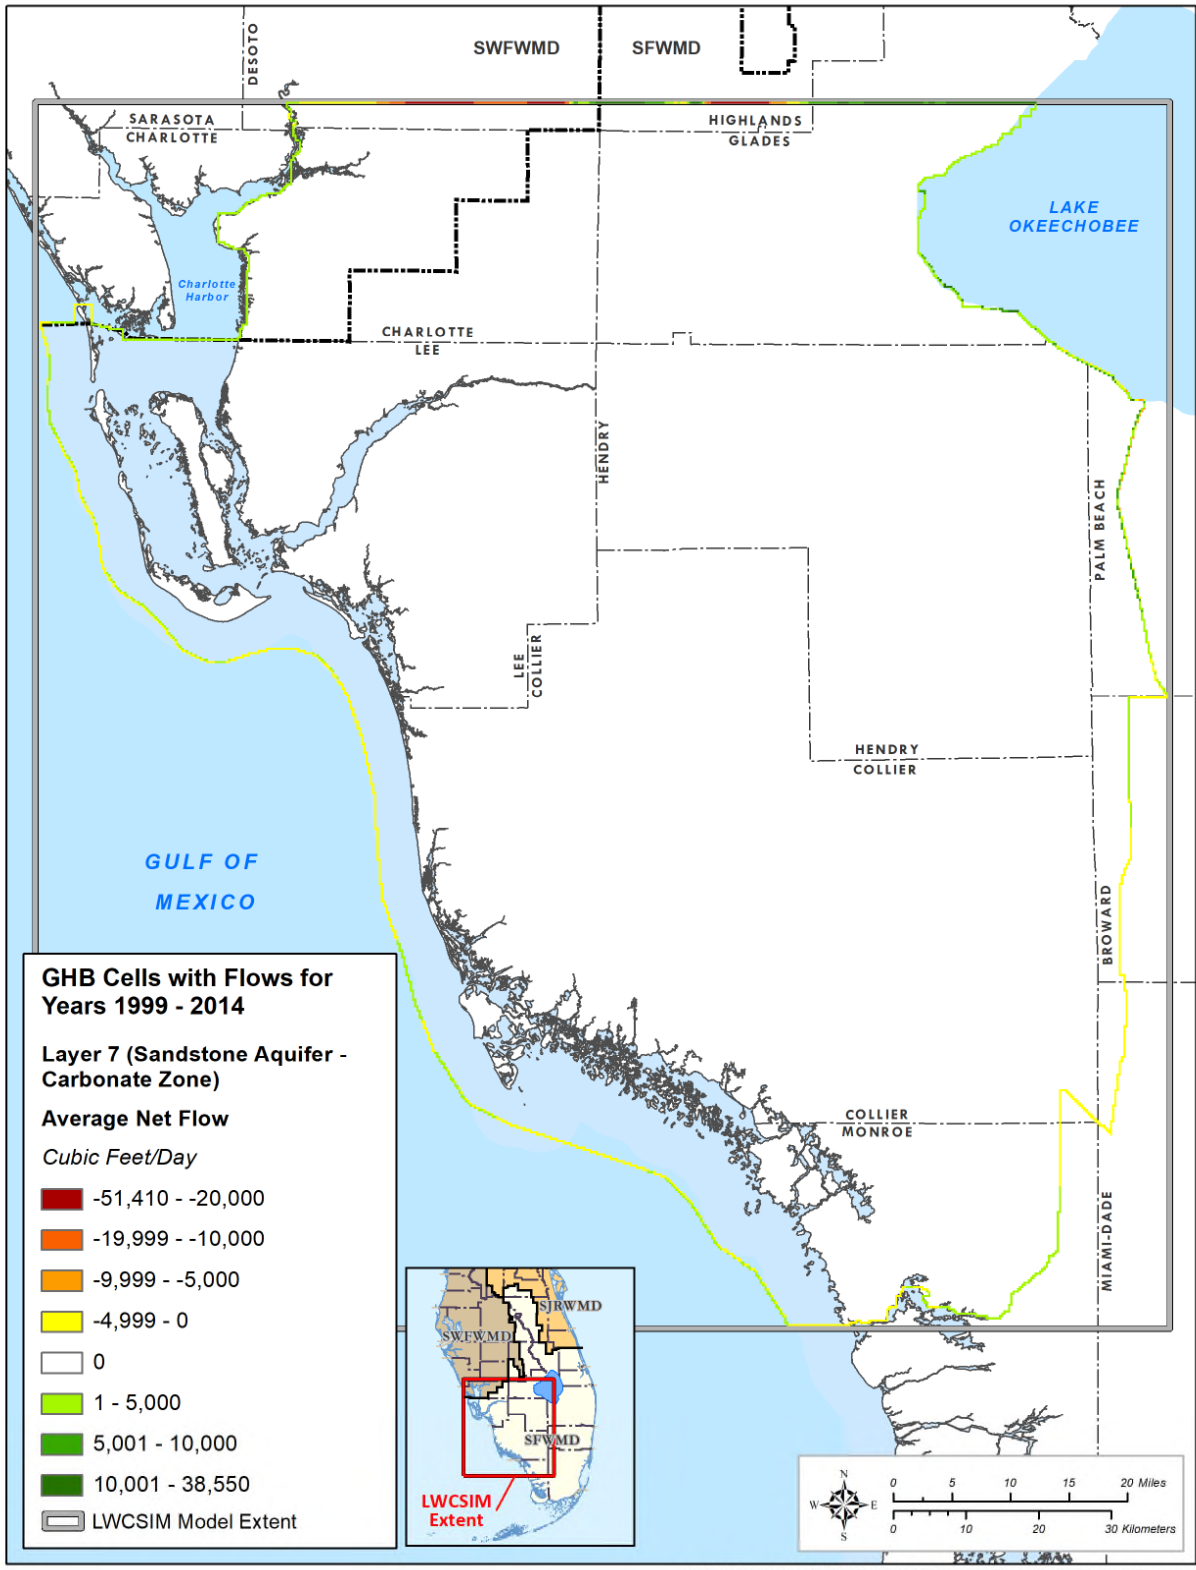 DESOTO
SWFWMD
SFWMD
SARASOTA
CHARLOTTE
HIGHLANDS
GLADES
LAKE
OKEECHOBEE
Charlotte
Harbor
CHARLOTTE
LEE
HENDRY
PALM BEACH
LEE
COLLIER
HENDRY
COLLIER
GULF OF
MEXICO
BROWARD
COLLIER
MONROE
MIAMI-DADE
GHB Cells with Flows for
Years 1999 - 2014
Layer 7 (Sandstone Aquifer -
Carbonate Zone)
Average Net Flow
Cubic Feet/Day
-51,410 - -20,000
-19,999 - -10,000
-9,999 - -5,000
-4,999 - 0
0
1 - 5,000
5,001 - 10,000
10,001 - 38,550
LWCSIM Model Extent
SJRWMD
SWFWMD
SFWMD
LWCSIM
Extent
N
W E
S
0 5 10 15 20 Miles
0 10 20 30 Kilometers